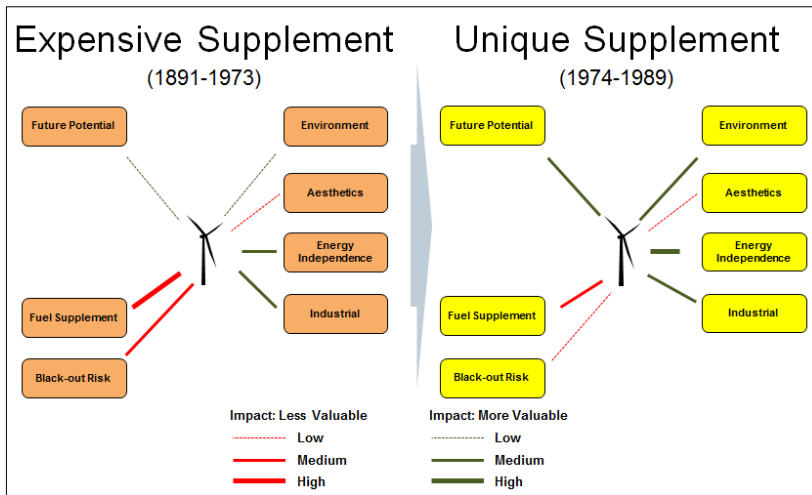 Expensive Supplement
(1891-1973)
Future Potential
Environment
Aesthetics
Energy
Independence
Fuel Supplement
Industrial
Black-out Risk
Unique Supplement
(1974-1989)
Future Potential
Environment
Aesthetics
Energy
Independence
Fuel Supplement
Industrial
Black-out Risk
Impact: Less Valuable
Low
Medium
High
Impact: More Valuable
Low
Medium
High